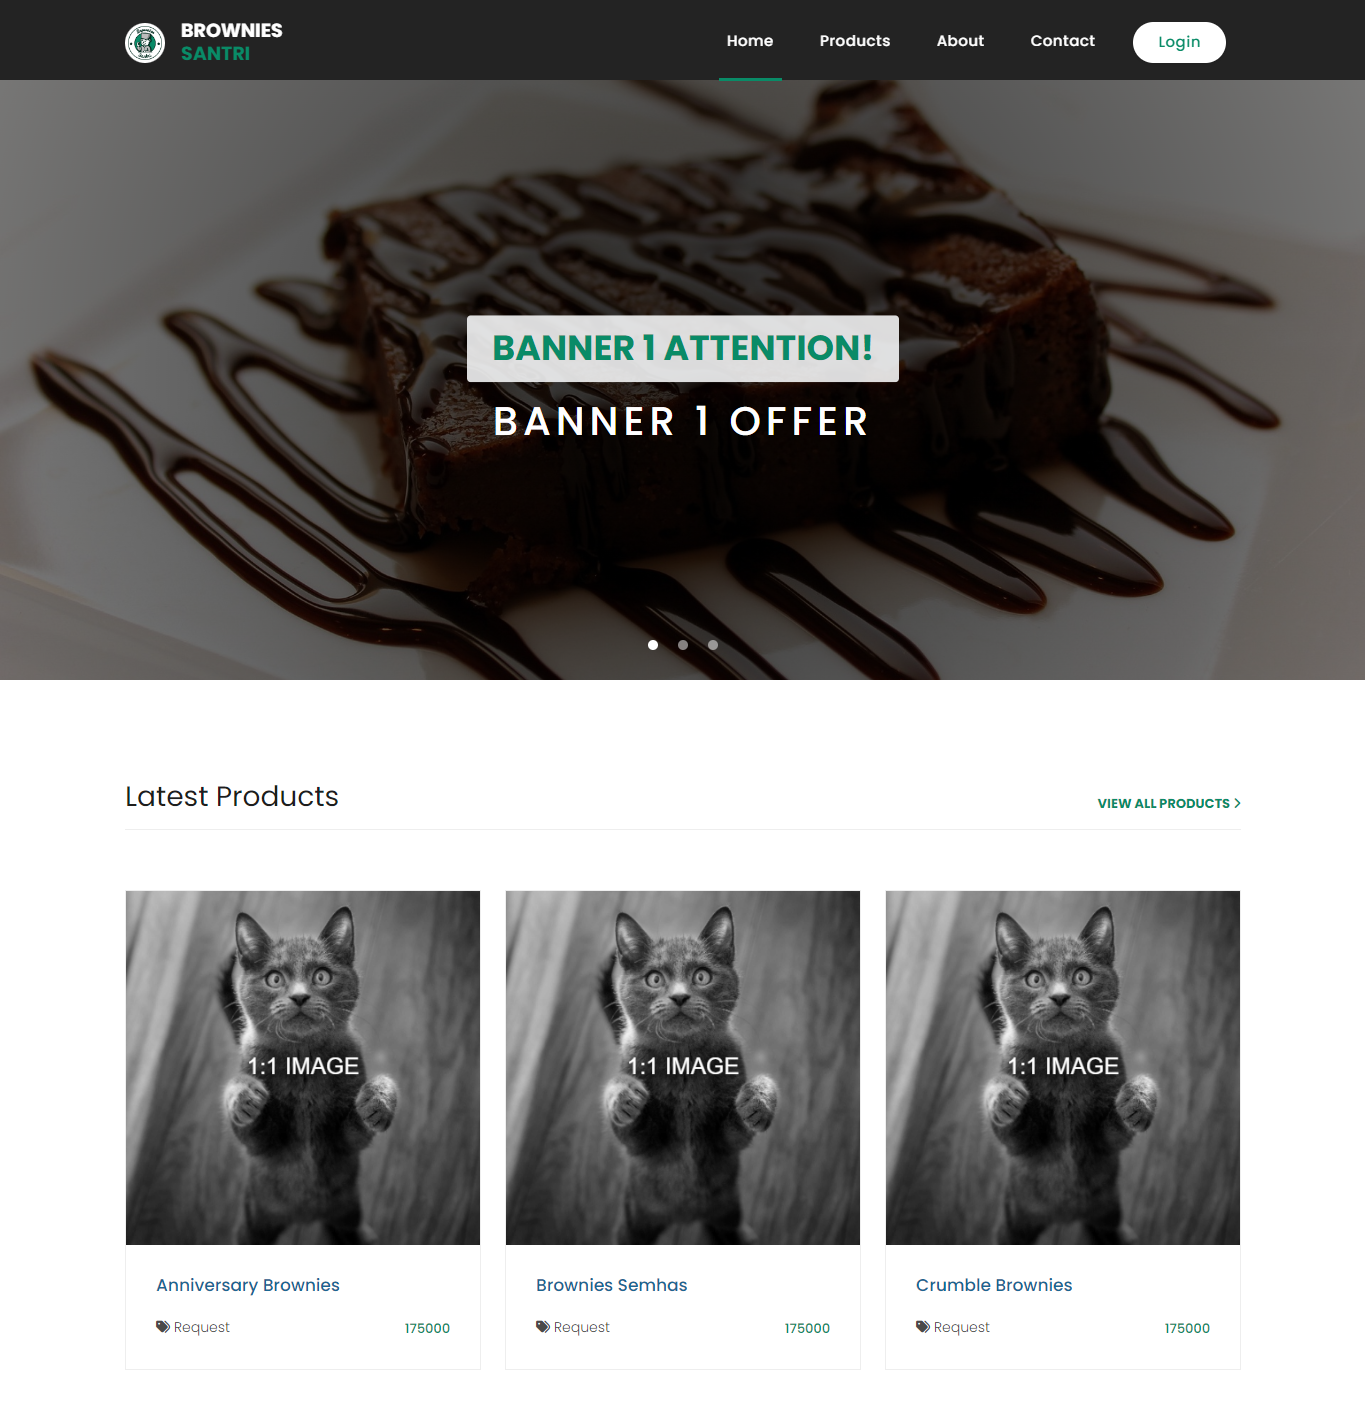 BROWNIES
SANTRI
Home Products About Contact Login
BANNER 1 ATTENTION!
BANNER 1 OFFER
Latest Products
VIEW ALL PRODUCTS
1:1 IMAGE
1:1 IMAGE
1:1 IMAGE
Anniversary Brownies
Request 175000
Brownies Semhas
Request 175000
Crumble Brownies
Request 175000